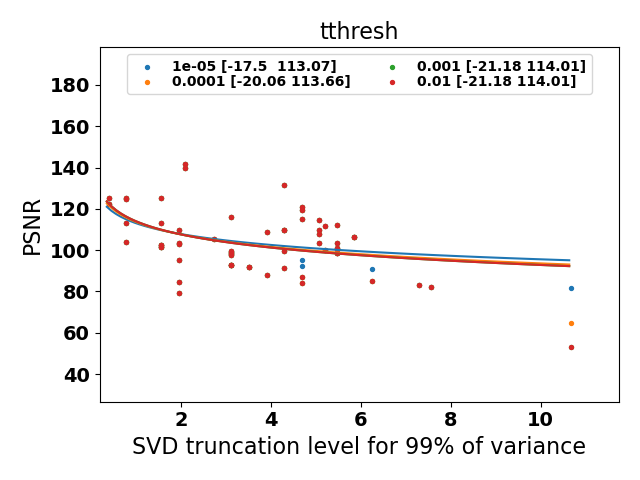 tthresh
1e-05 [-17.5  113.07]
0.0001 [-20.06 113.66]
0.001 [-21.18 114.01]
0.01 [-21.18 114.01]
PSNR
180
160
140
120
100
80
60
40
2 4 6 8 10
SVD truncation level for 99% of variance